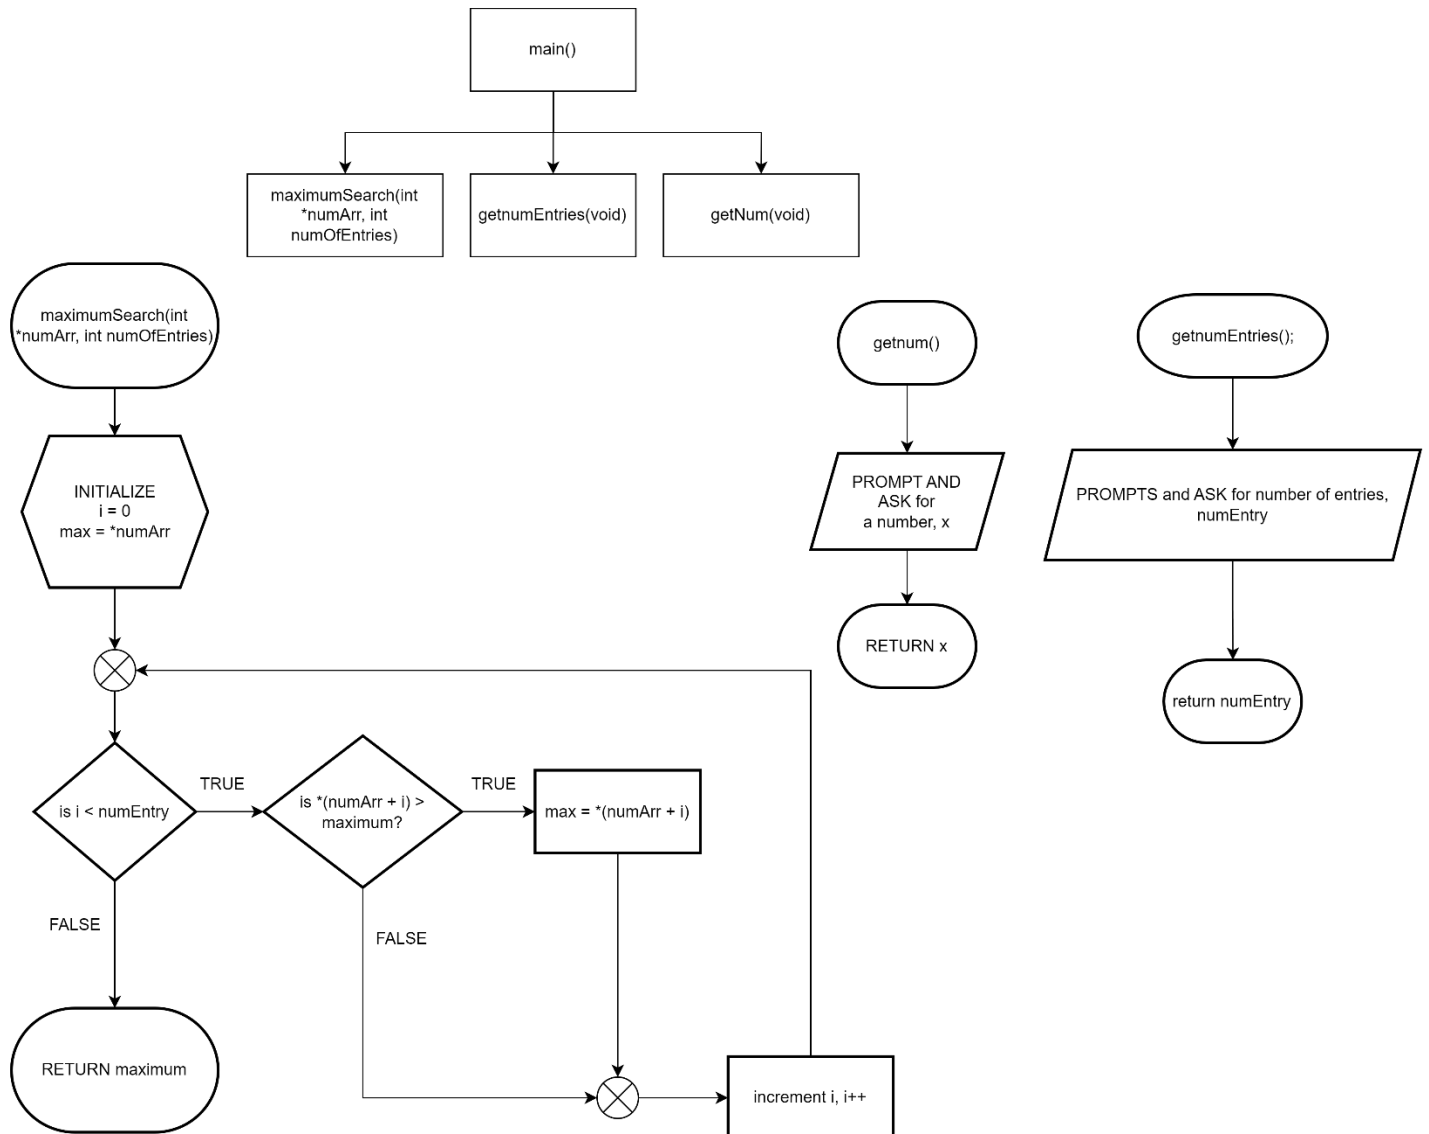 main()
maximumSearch(int
*numArr, int
numOfEntries)
getnumEntries(void)
getNum(void)
maximumSearch(int
*numArr, int numOfEntries)
getnum()
getnumEntries();
INITIALIZE
i = 0
max = *numArr
PROMPT AND
ASK for
a number, x
PROMPTS and ASK for number of entries,
numEntry
RETURN x
return numEntry
is i < numEntry
TRUE
is *(numArr + i) >
maximum?
TRUE
max = *(numArr + i)
FALSE
FALSE
RETURN maximum
increment i, i++